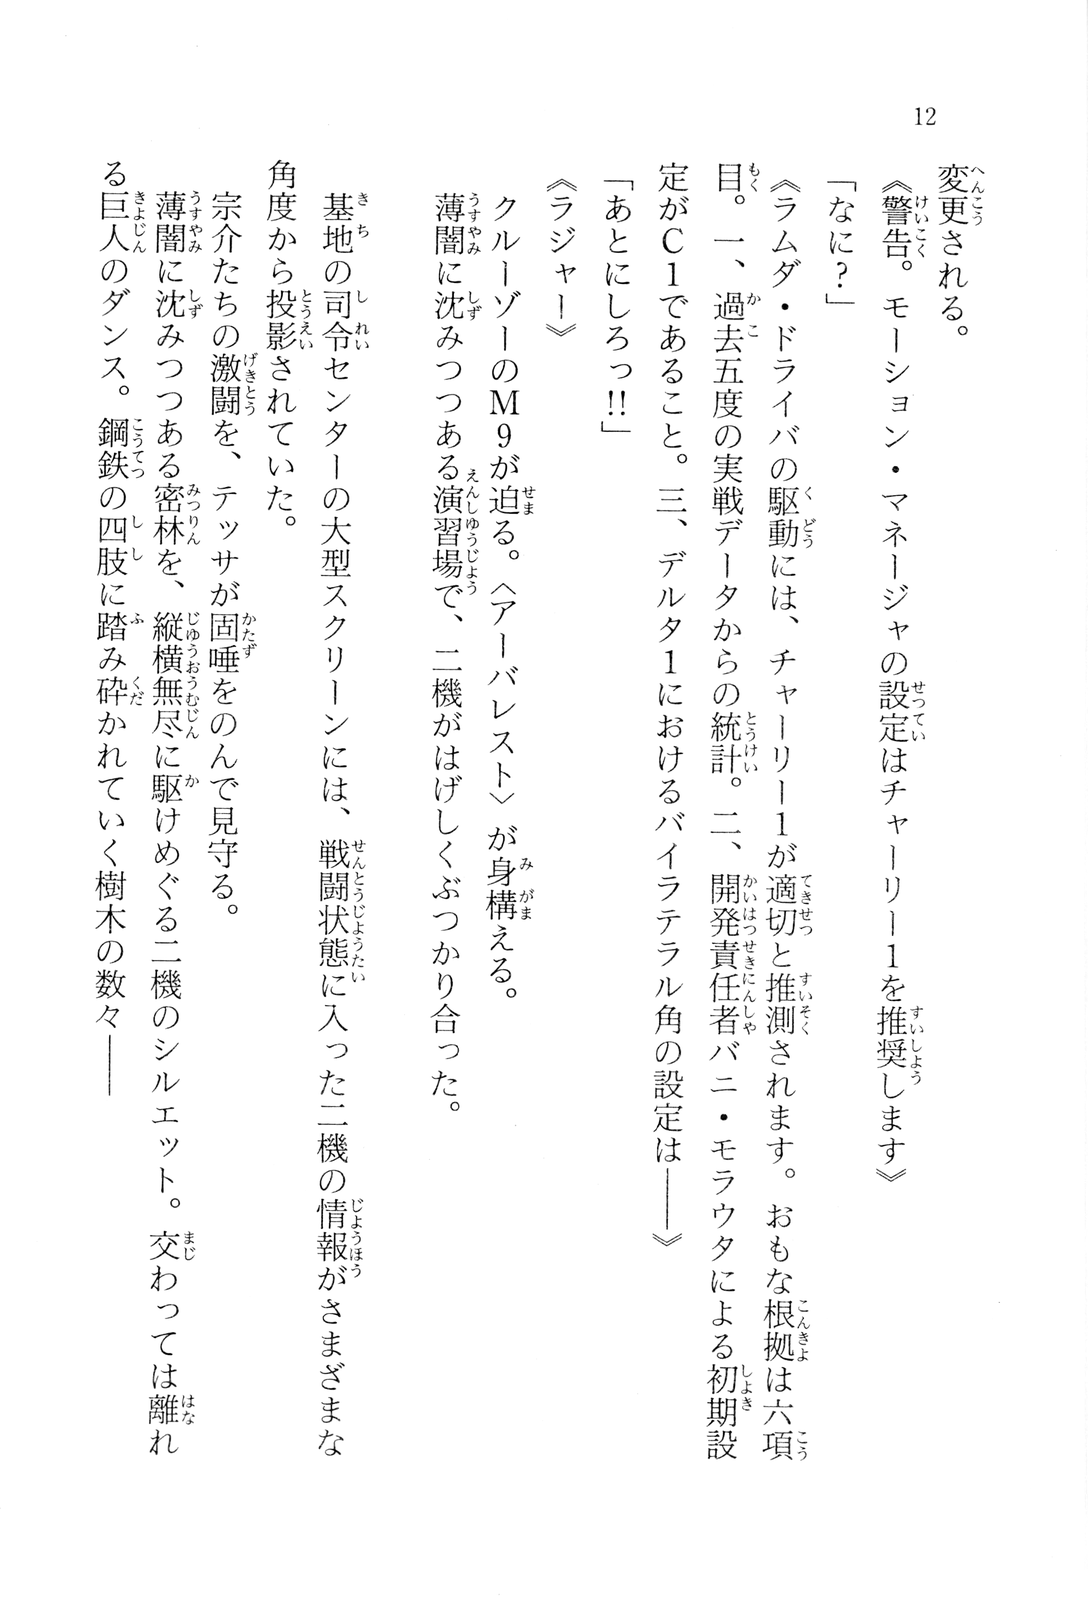 12
変更される。
《警告。モーション・マネージャの設定はチャーリー1を推奨します》
「なに?」
《ラムダ・ドライバの駆動には、チャーリー1が適切と推測されます。おもな根拠は六項
目。一、過去五度の実戦データからの統計。二、開発責任者バニ・モラウタによる初期設
定がC1であること。三、デルタ1におけるバイラテラル角の設定は――》
「あとにしろっ!!」
《ラジャー》
クルーゾーのM9が迫る。〈アーバレスト〉が身構える。
薄闇に沈みつつある演習場で、二機がはげしくぶつかり合った。
基地の司令センターの大型スクリーンには、戦闘状態に入った二機の情報がさまざまな
角度から投影されていた。
宗介たちの激闘を、テッサが固唾をのんで見守る。
薄闇に沈みつつある密林を、縦横無尽に駆けめぐる二機のシルエット。交わっては離れ
る巨人のダンス。鋼鉄の四肢に踏み砕かれていく樹木の数々――